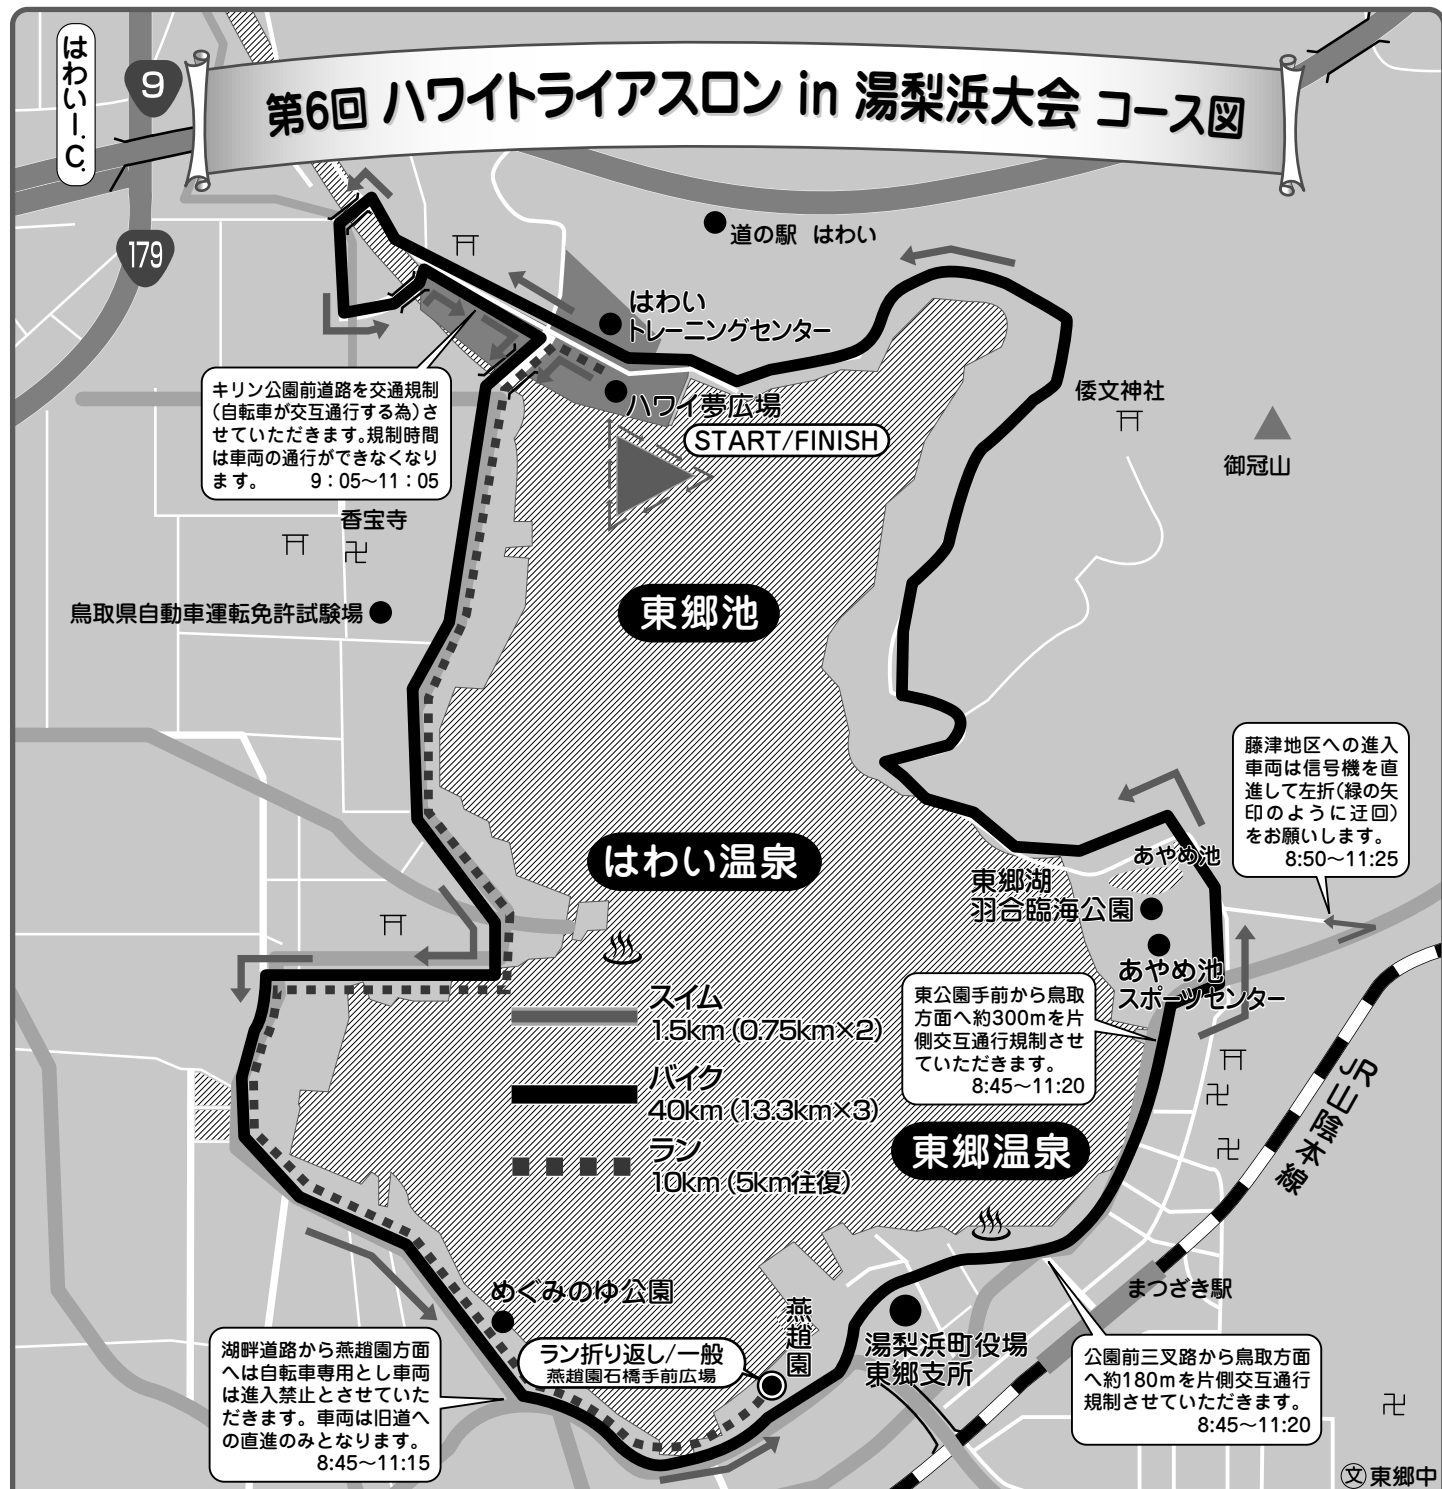 はわいI.C.
9
第6回 ハワイトライアスロン in 湯梨浜大会 コース図
179
道の駅 はわい
はわい
トレーニングセンター
キリン公園前道路を交通規制
(自転車が交互通行する為)さ
せていただきます。規制時間
は車両の通行ができなくなり
ます。 9：05～11：05
ハワイ夢広場
START/FINISH
倭文神社
御冠山
香宝寺
鳥取県自動車運転免許試験場
東郷池
藤津地区への進入
車両は信号機を直
進して左折(緑の矢
印のように迂回)
をお願いします。
8:50～11:25
はわい温泉
あやめ池
東郷湖
羽合臨海公園
あやめ池
スポーツセンター
スイム
1.5km (0.75km×2)
バイク
40km (13.3km×3)
ラン
10km (5km往復)
東公園手前から鳥取
方面へ約300mを片
側交互通行規制させ
ていただきます。
8:45～11:20
JR山陰本線
東郷温泉
まつざき駅
めぐみのゆ公園
燕趙園
ラン折り返し/一般
燕趙園石橋手前広場
湯梨浜町役場
東郷支所
湖畔道路から燕趙園方面
へは自転車専用とし車両
は進入禁止とさせていた
だきます。車両は旧道へ
の直進のみとなります。
8:45～11:15
公園前三叉路から鳥取方面
へ約180mを片側交互通行
規制させていただきます。
8:45～11:20
文東郷中